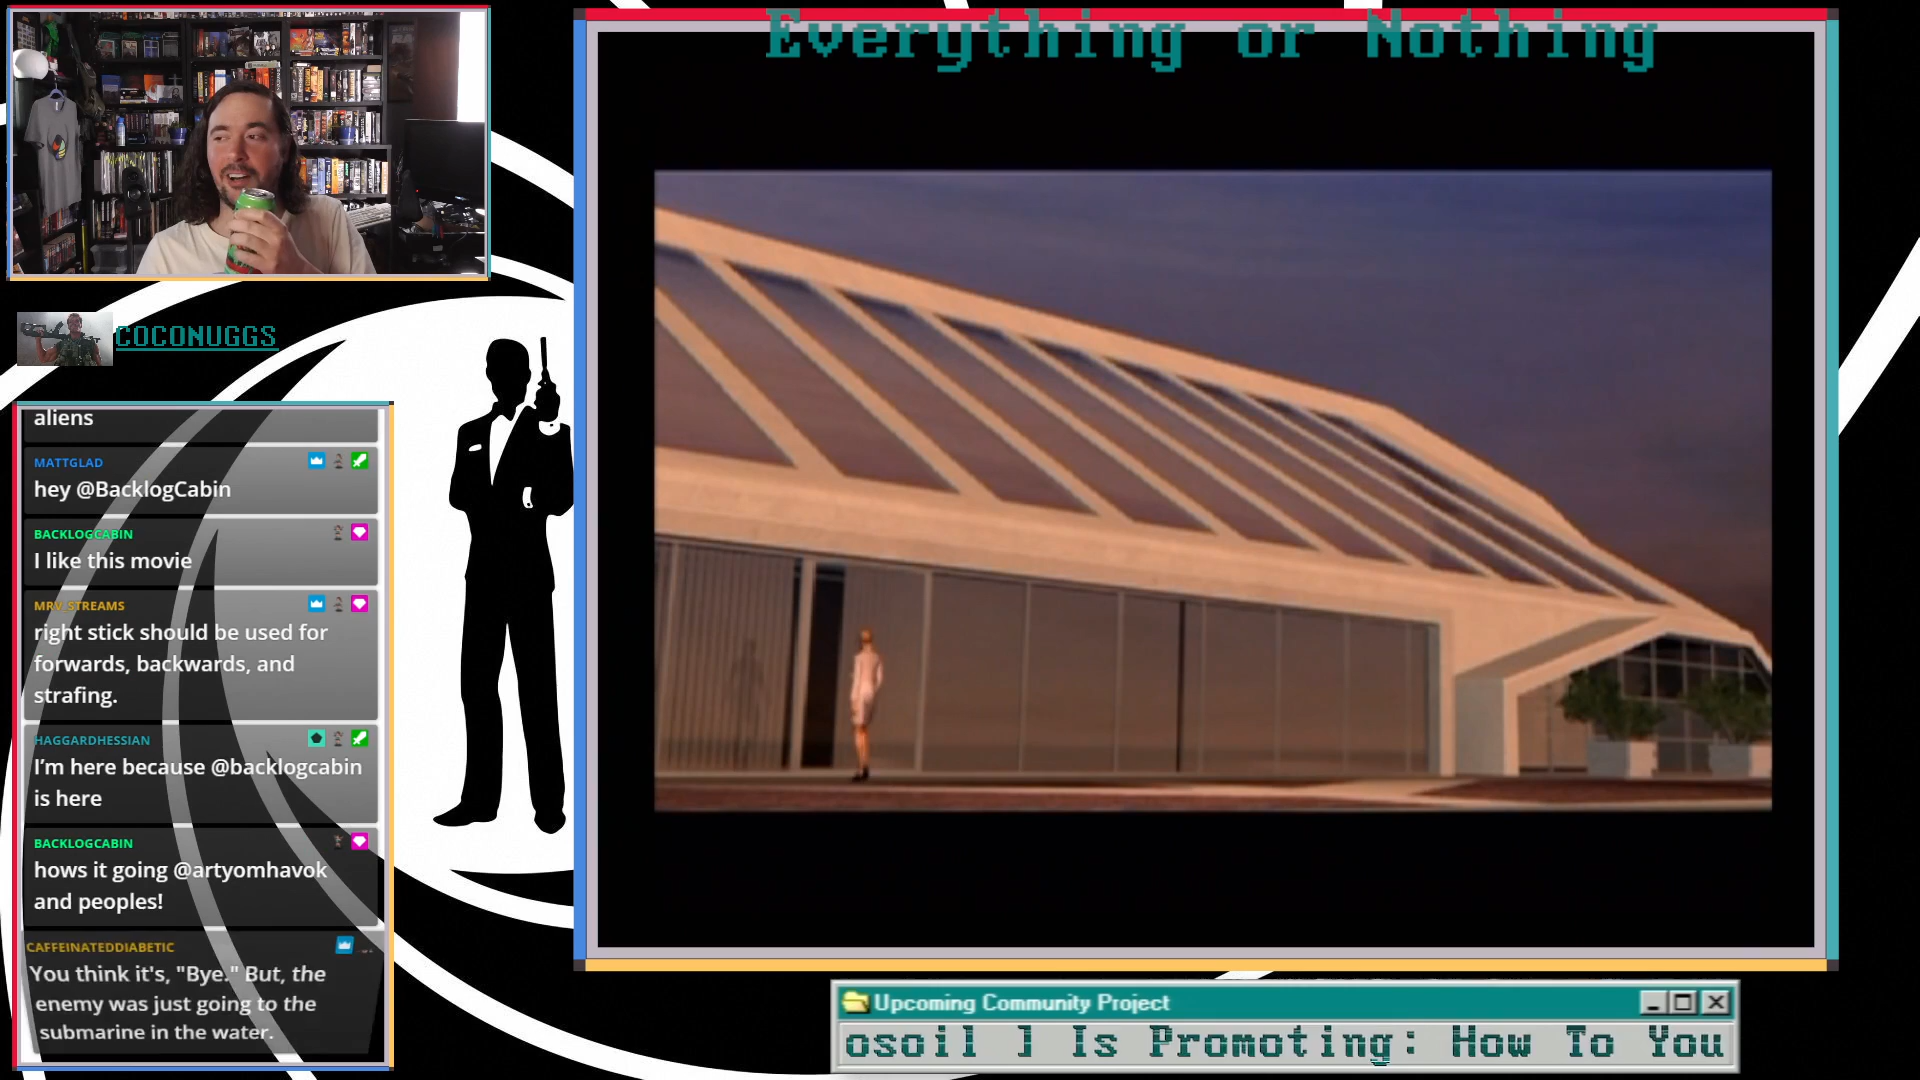 Everything or Nothing
COCONUGGS
aliens
MATTGLAD
hey @BacklogCabin
BACKLOGCABIN
I like this movie
MRV_STREAMS
right stick should be used for
forwards, backwards, and
strafing.
HAGGARDHESSIAN
I'm here because @backlogcabin
is here
BACKLOGCABIN
hows it going @artyomhavok
and peoples!
CAFFEINATEDDIABETIC
You think it's, "Bye." But, the
enemy was just going to the
submarine in the water.
Upcoming Community Project
osoil ] Is Promoting: How To You